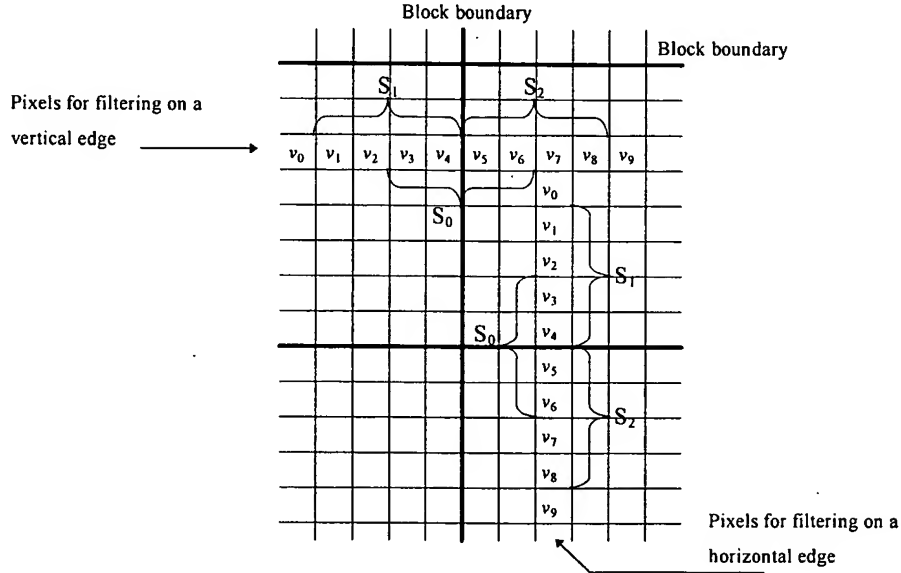 Block boundary
Block boundary
S₁ S₂
Pixels for filtering on a
vertical edge
v₀ v₁ v₂ v₃ v₄ v₅ v₆ v₇ v₈ v₉
S₀
v₀
v₁
v₂
S₁
v₃
S₀
v₄
v₅
v₆
S₂
v₇
v₈
v₉
Pixels for filtering on a
horizontal edge